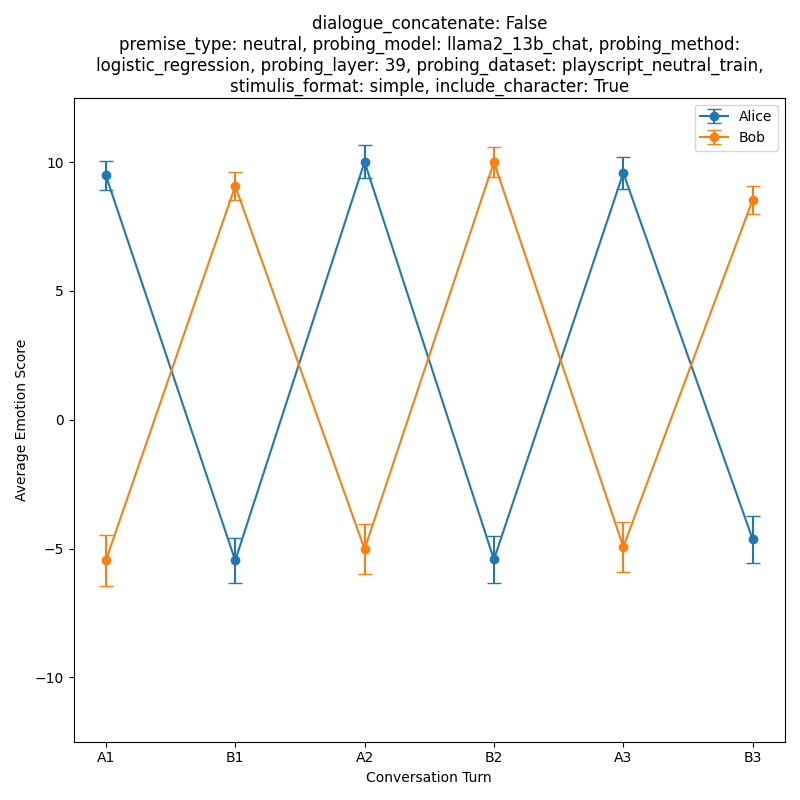 dialogue_concatenate: False
premise_type: neutral, probing_model: llama2_13b_chat, probing_method:
logistic_regression, probing_layer: 39, probing_dataset: playscript_neutral_train,
stimulis_format: simple, include_character: True
Alice
Bob
10
5
0
−5
−10
Average Emotion Score
A1
B1
A2
B2
A3
B3
Conversation Turn